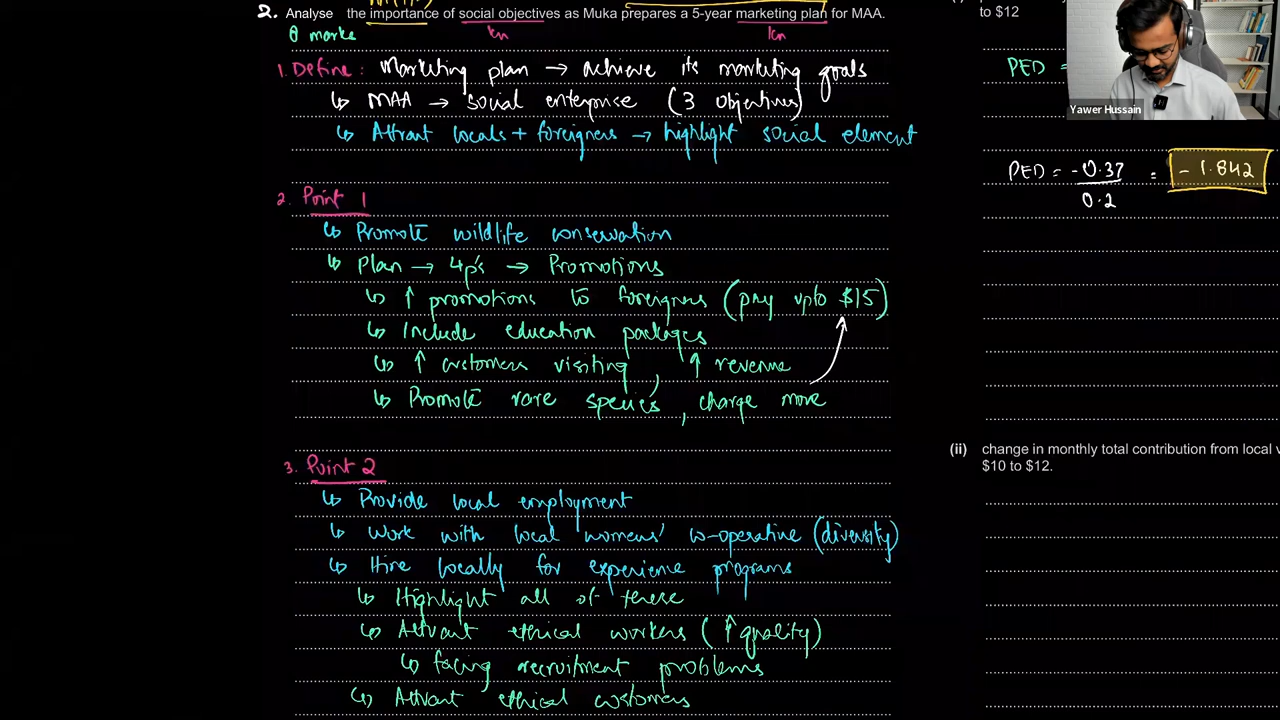 2. Analyse the importance of social objectives as Muka prepares a 5-year marketing plan for MAA.
8 marks
kn
kn
1. Define: Marketing plan → achieve its marketing goals
↳ MAA → social enterprise (3 objectives)
↳ Attract locals + foreigners → highlight social element
2. Point 1
↳ Promote wildlife conservation
↳ Plan → 4p's → Promotions
↳ ↑ promotions to foreigners (pay upto $15)
↳ Include education packages
↳ ↑ customers visiting, ↑ revenue
↳ Promote rare species, charge more
3. Point 2
↳ Provide local employment
↳ Work with local womens' co-operative (diversity)
↳ Hire locally for experience programs
↳ Highlight all of these
↳ Attract ethical workers (↑ quality)
↳ facing recruitment problems
↳ Attract ethical customers
to $12
PED =
Yawer Hussain
PED = -0.37 = -1.842
0.2
(ii) change in monthly total contribution from local
$10 to $12.